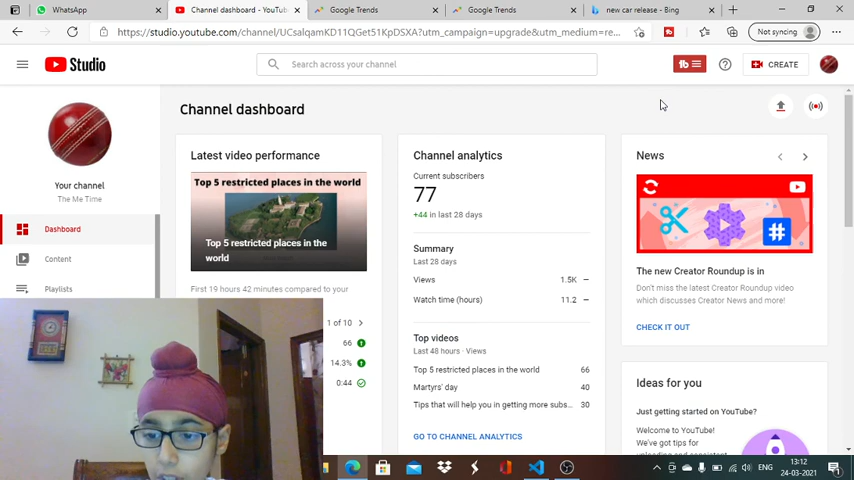 WhatsApp
Channel dashboard - YouTu
Google Trends
Google Trends
new car release - Bing
https://studio.youtube.com/channel/UCsalqamKD11QGet51KpDSXA?utm_campaign=upgrade&utm_medium=re...
Not syncing
Studio
Search across your channel
tb
CREATE
Channel dashboard
Your channel
The Me Time
Dashboard
Content
Playlists
Latest video performance
Top 5 restricted places in the world
Top 5 restricted places in the
world
First 19 hours 42 minutes compared to your
1 of 10
66
14.3%
0:44
Channel analytics
Current subscribers
77
+44 in last 28 days
Summary
Last 28 days
Views 1.5K —
Watch time (hours) 11.2 —
Top videos
Last 48 hours · Views
Top 5 restricted places in the world 66
Martyrs' day 40
Tips that will help you in getting more subs... 30
GO TO CHANNEL ANALYTICS
News
The new Creator Roundup is in
Don't miss the latest Creator Roundup video
which discusses Creator News and more!
CHECK IT OUT
Ideas for you
Just getting started on YouTube?
Welcome to YouTube!
We've got tips for
ENG
13:12
24-03-2021